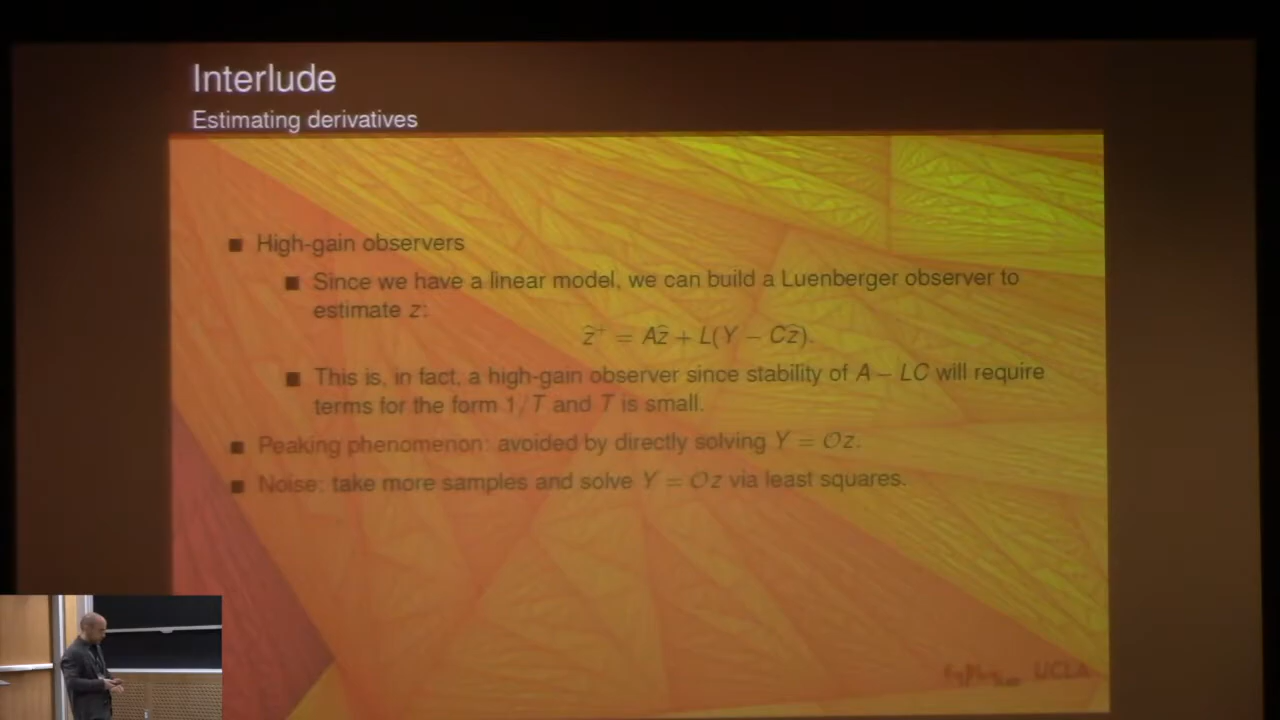 Interlude
Estimating derivatives
■ High-gain observers
■ Since we have a linear model, we can build a Luenberger observer to
estimate z:
ẑ⁺ = Aẑ + L(Y − Cẑ).
■ This is, in fact, a high-gain observer since stability of A − LC will require
terms for the form 1/T and T is small.
■ Peaking phenomenon: avoided by directly solving Y = Oz.
■ Noise: take more samples and solve Y = Oz via least squares.
CyPhyLab UCLA